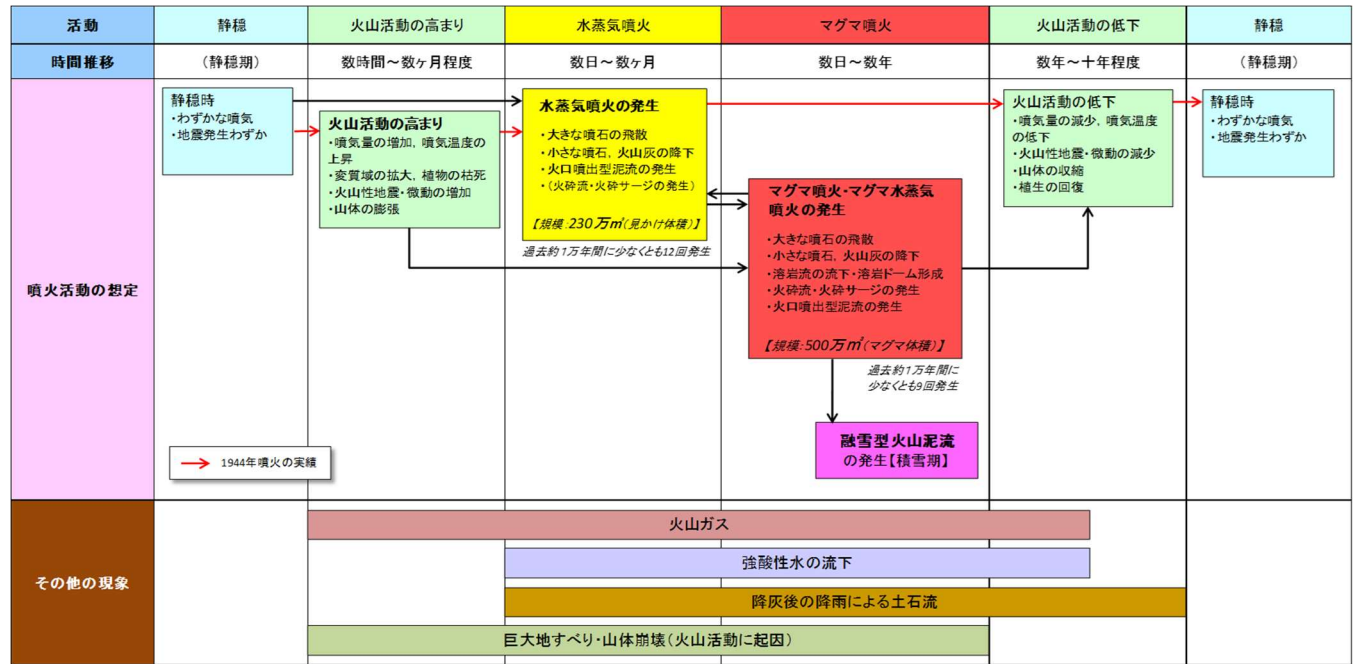 活動
静穏
火山活動の高まり
水蒸気噴火
マグマ噴火
火山活動の低下
静穏
時間推移
(静穏期)
数時間～数ヶ月程度
数日～数ヶ月
数日～数年
数年～十年程度
(静穏期)
噴火活動の想定
静穏時
・わずかな噴気
・地震発生わずか
火山活動の高まり
・噴気量の増加, 噴気温度の
上昇
・変質域の拡大, 植物の枯死
・火山性地震・微動の増加
・山体の膨張
水蒸気噴火の発生
・大きな噴石の飛散
・小さな噴石, 火山灰の降下
・火口噴出型泥流の発生
・(火砕流・火砕サージの発生)
【規模:230万㎥(見かけ体積)】
過去約1万年間に少なくとも12回発生
マグマ噴火・マグマ水蒸気
噴火の発生
・大きな噴石の飛散
・小さな噴石, 火山灰の降下
・溶岩流の流下・溶岩ドーム形成
・火砕流・火砕サージの発生
・火口噴出型泥流の発生
【規模:500万㎥(マグマ体積)】
過去約1万年間に
少なくとも9回発生
融雪型火山泥流
の発生【積雪期】
火山活動の低下
・噴気量の減少, 噴気温度
の低下
・火山性地震・微動の減少
・山体の収縮
・植生の回復
静穏時
・わずかな噴気
・地震発生わずか
1944年噴火の実績
その他の現象
火山ガス
強酸性水の流下
降灰後の降雨による土石流
巨大地すべり・山体崩壊(火山活動に起因)